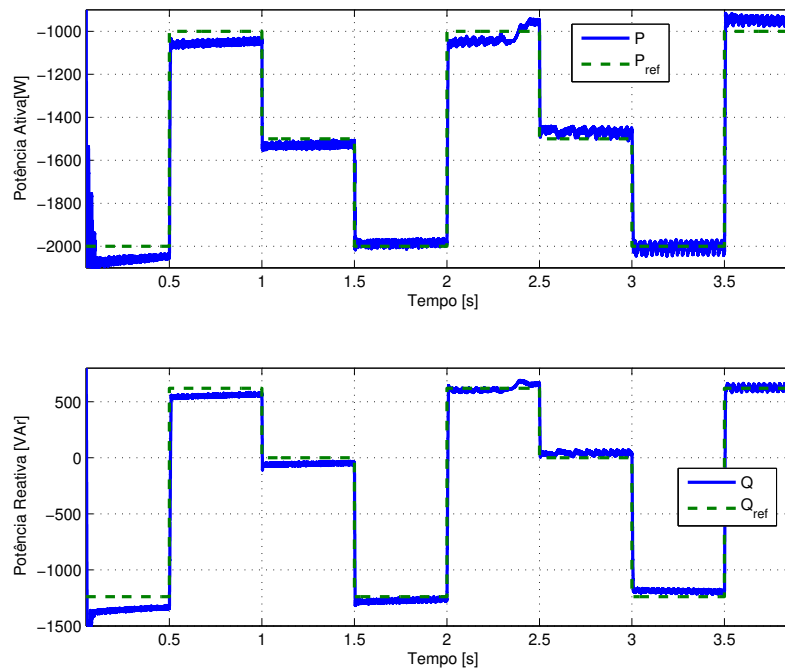 −1000
−1200
−1400
−1600
−1800
−2000
Potência Ativa[W]
P
P_ref
0.5 1 1.5 2 2.5 3 3.5
Tempo [s]
500
0
−500
−1000
−1500
Potência Reativa [VAr]
Q
Q_ref
0.5 1 1.5 2 2.5 3 3.5
Tempo [s]